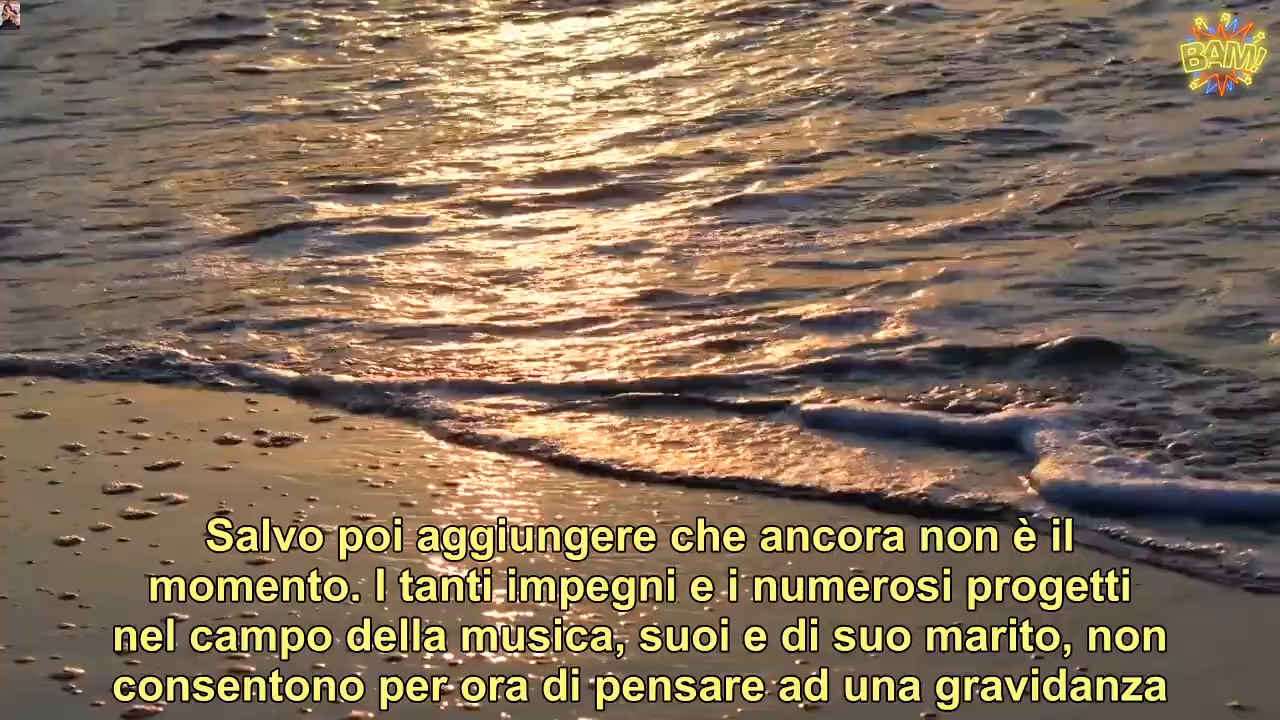 BAM!
Salvo poi aggiungere che ancora non è il
momento. I tanti impegni e i numerosi progetti
nel campo della musica, suoi e di suo marito, non
consentono per ora di pensare ad una gravidanza